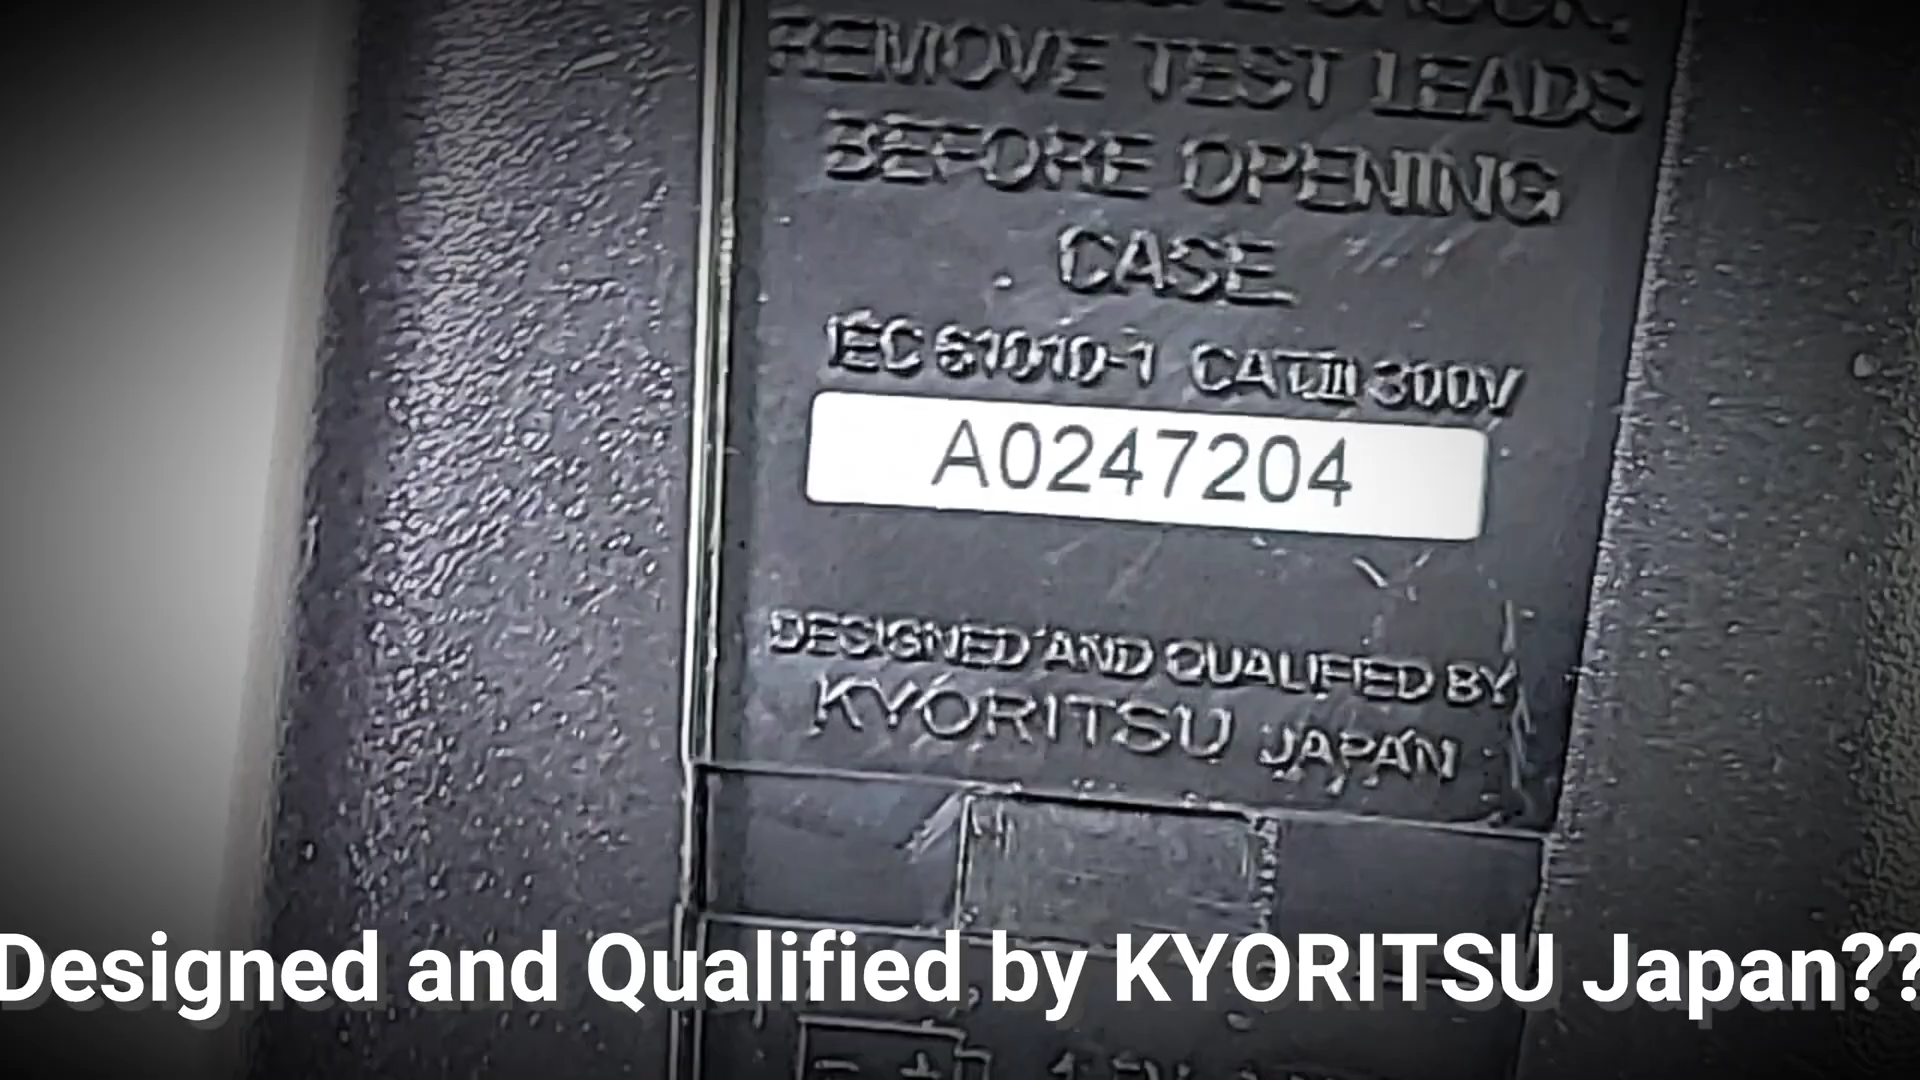 REMOVE TEST LEADS
BEFORE OPENING
CASE
IEC 61010-1 CAT III 300V
A0247204
DESIGNED AND QUALIFIED BY
KYORITSU JAPAN
Designed and Qualified by KYORITSU Japan??